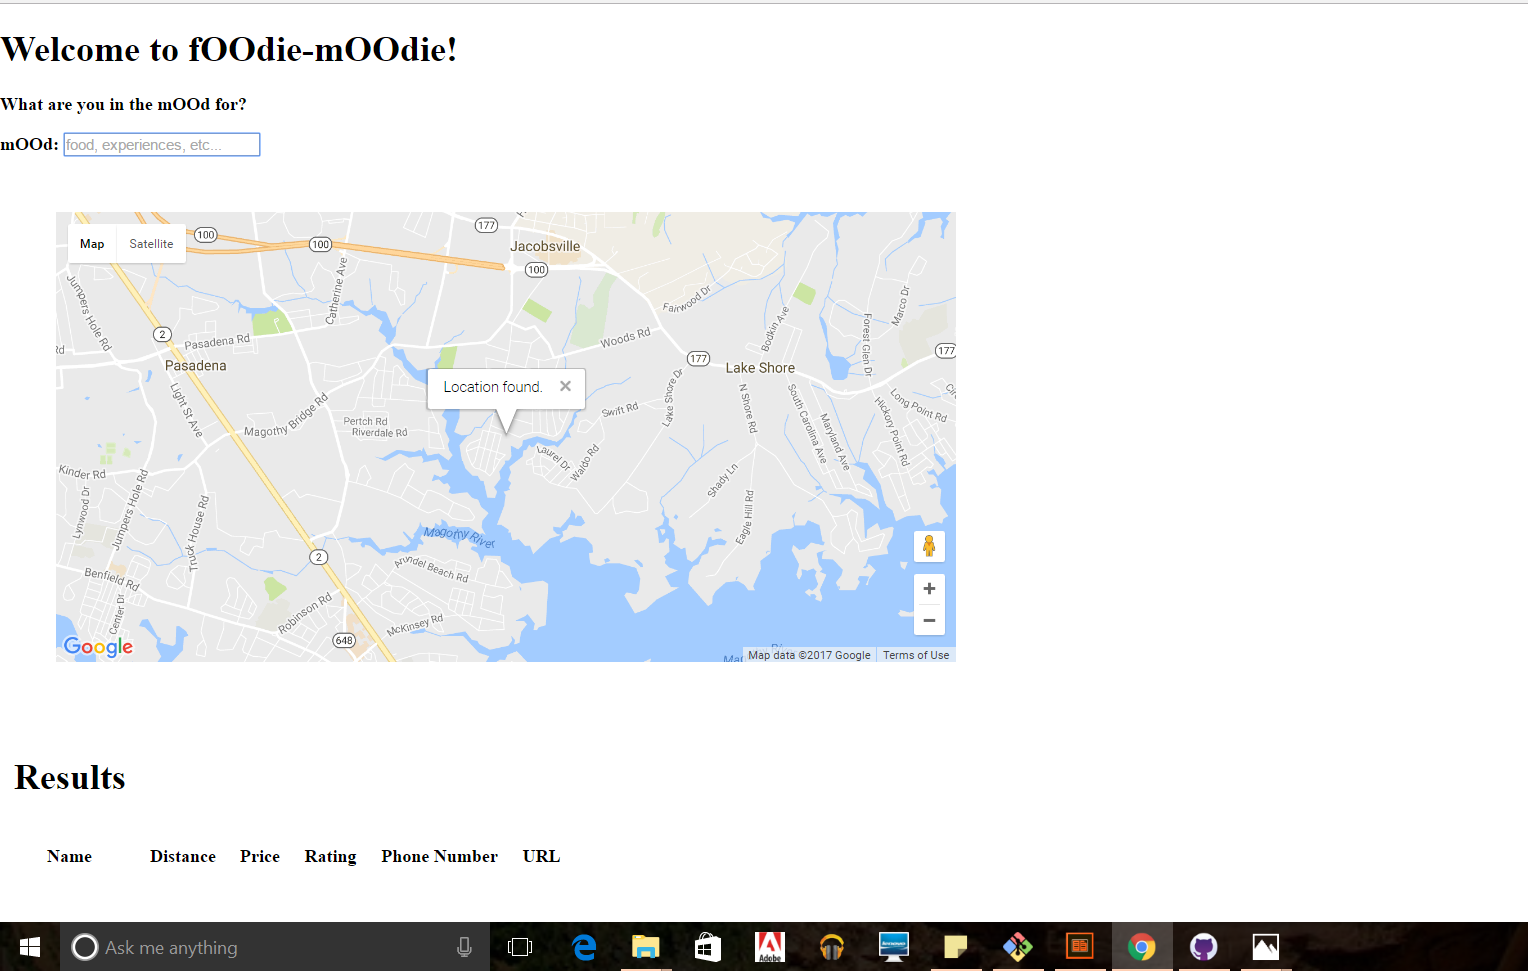 Welcome to fOOdie-mOOdie!
What are you in the mOOd for?
mOOd: food, experiences, etc...
Map Satellite
100
100
177
Jacobsville
100
Jumpers Hole Rd
Catherine Ave
Fairwood Dr
Marco Dr
2
Pasadena Rd
Woods Rd
Bodkin Ave
Forest Glen Dr
Rd
Pasadena
177
Lake Shore
177
Location found.
Light St Ave
Magothy Bridge Rd
Pertch Rd
Riverdale Rd
Swift Rd
Lake Shore Dr
N Shore Rd
South Carolina Ave
Maryland Ave
Hickory Point Rd
Long Point Rd
Laurel Dr
Waldo Rd
Kinder Rd
Lynwood Dr
Jumpers Hole Rd
Truck House Rd
Shady Ln
Eagle Hill Rd
Magothy River
2
Arundel Beach Rd
Benfield Rd
Center Dr
Robinson Rd
McKinsey Rd
648
Google
Map data ©2017 Google Terms of Use
Results
Name Distance Price Rating Phone Number URL
Ask me anything
Adobe